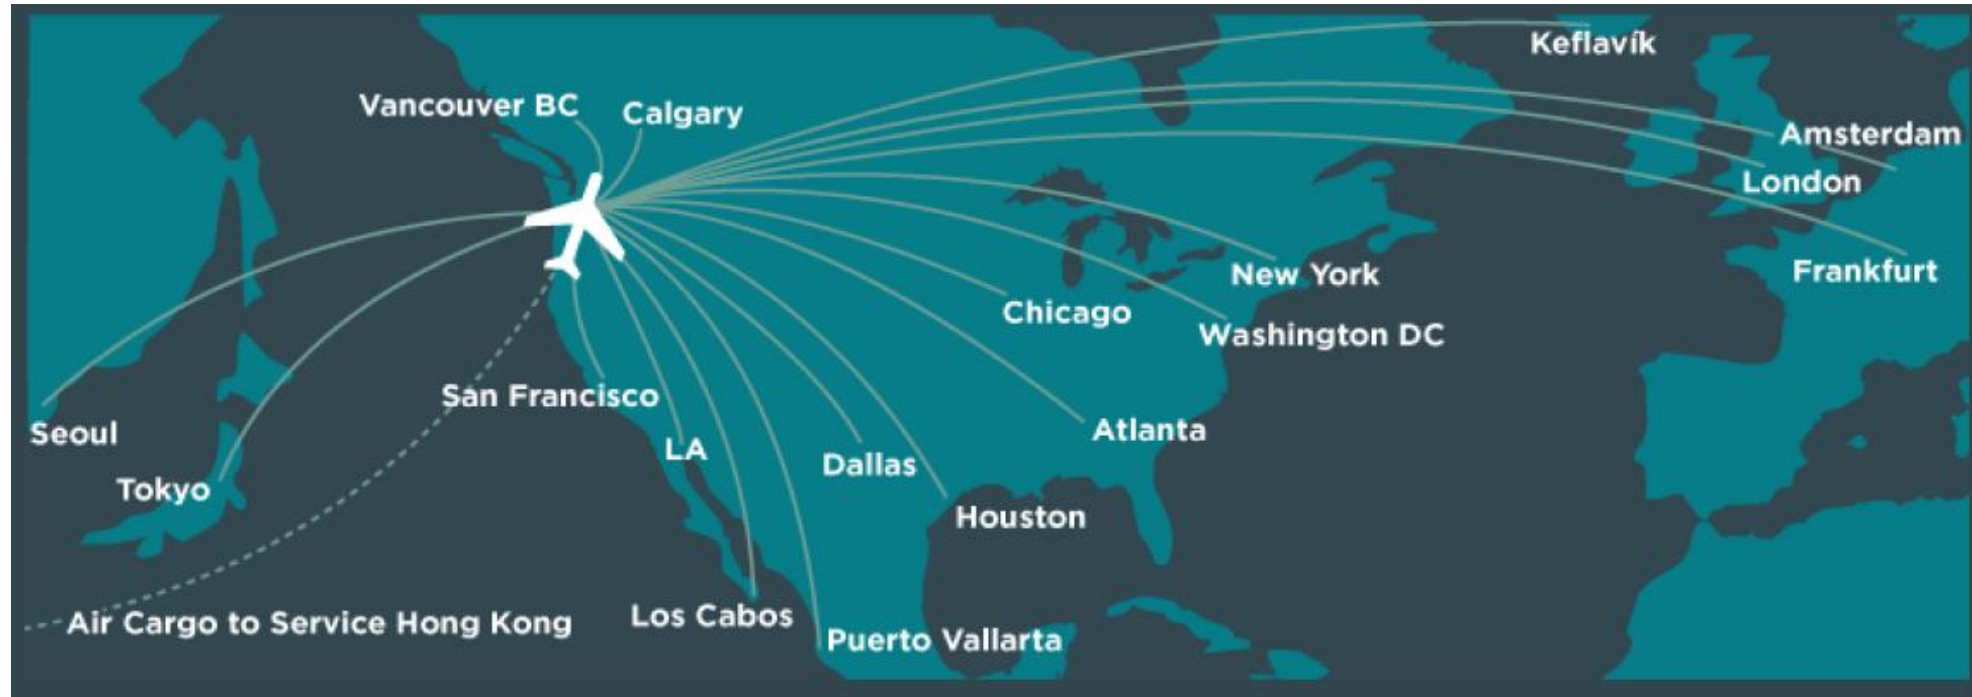 Keflavík
Vancouver BC
Calgary
Amsterdam
London
New York
Frankfurt
Chicago
Washington DC
San Francisco
Seoul
LA
Atlanta
Dallas
Tokyo
Houston
Air Cargo to Service Hong Kong
Los Cabos
Puerto Vallarta